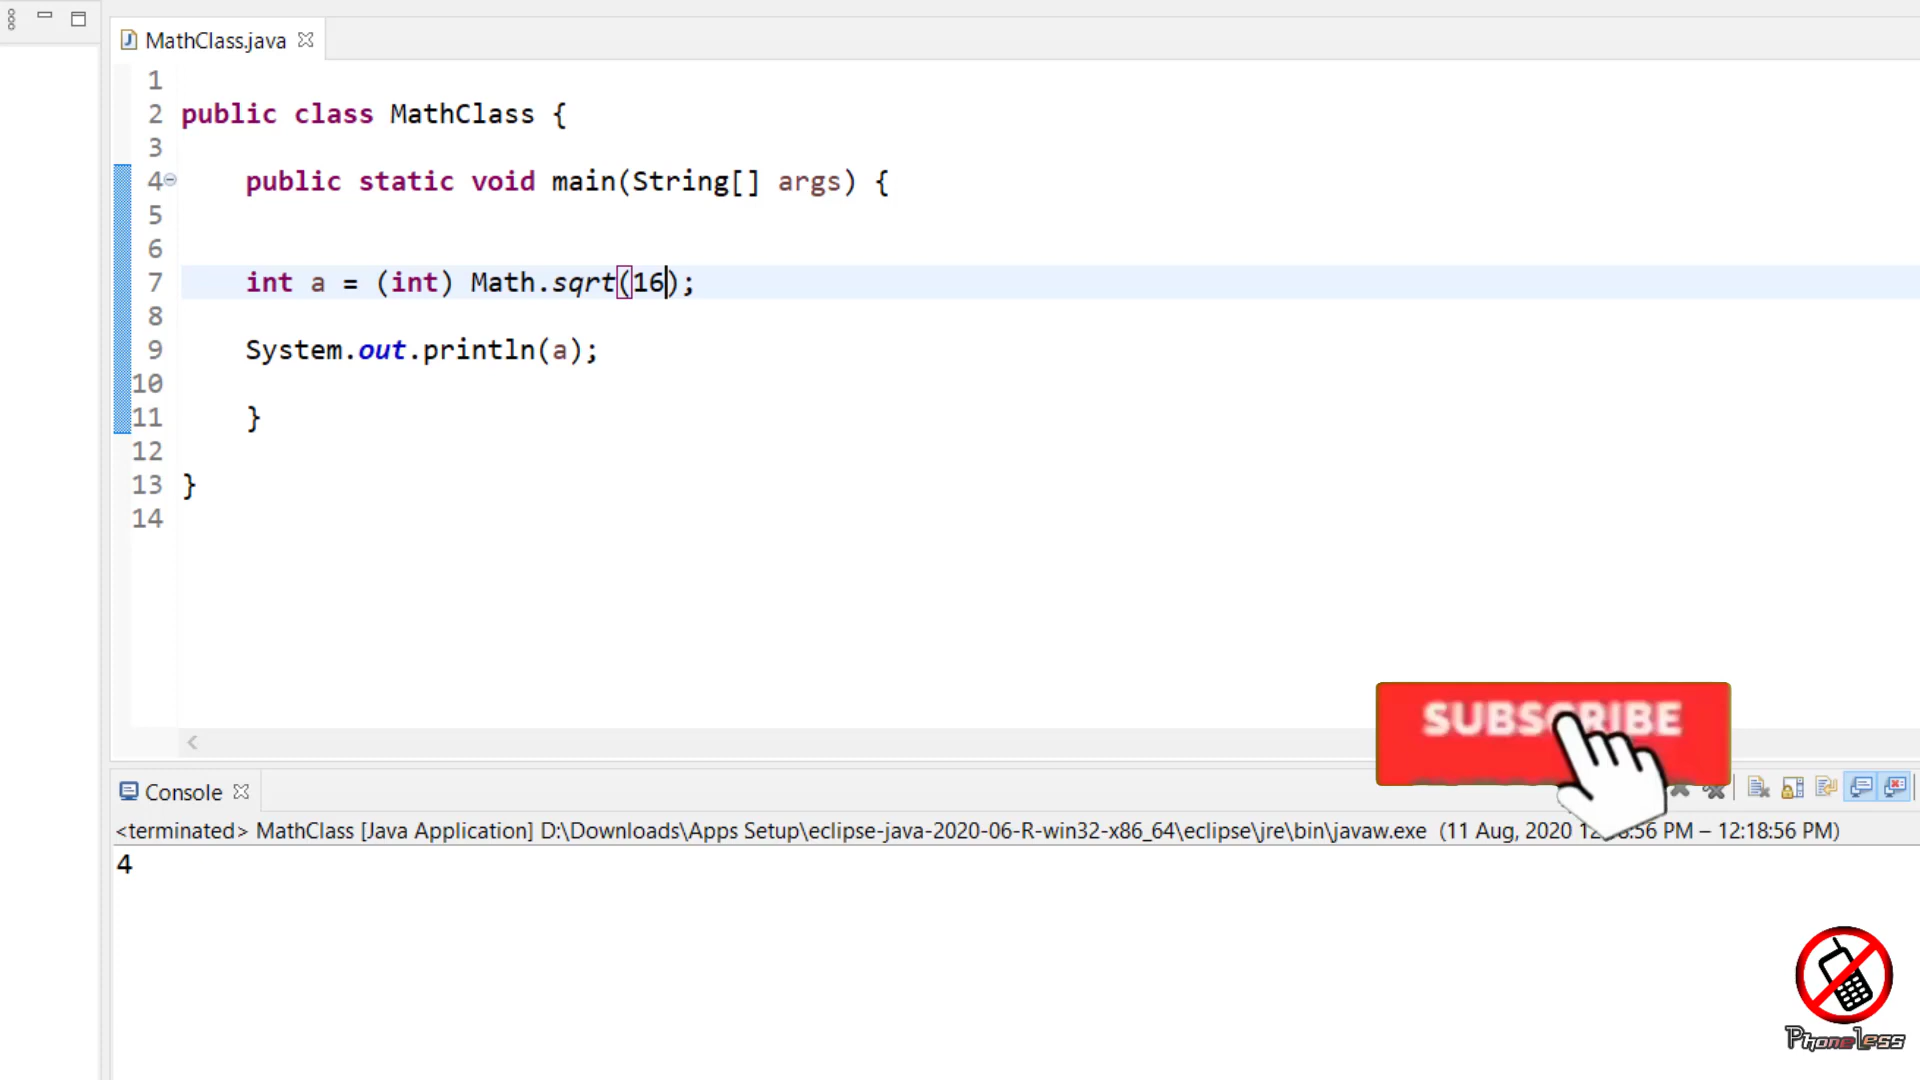 MathClass.java
1
2 public class MathClass {
3
4 public static void main(String[] args) {
5
6
7 int a = (int) Math.sqrt(16);
8
9 System.out.println(a);
10
11 }
12
13 }
14
SUBSCRIBE
Console
<terminated> MathClass [Java Application] D:\Downloads\Apps Setup\eclipse-java-2020-06-R-win32-x86_64\eclipse\jre\bin\javaw.exe (11 Aug, 2020 12:18:56 PM – 12:18:56 PM)
4
Phoneless